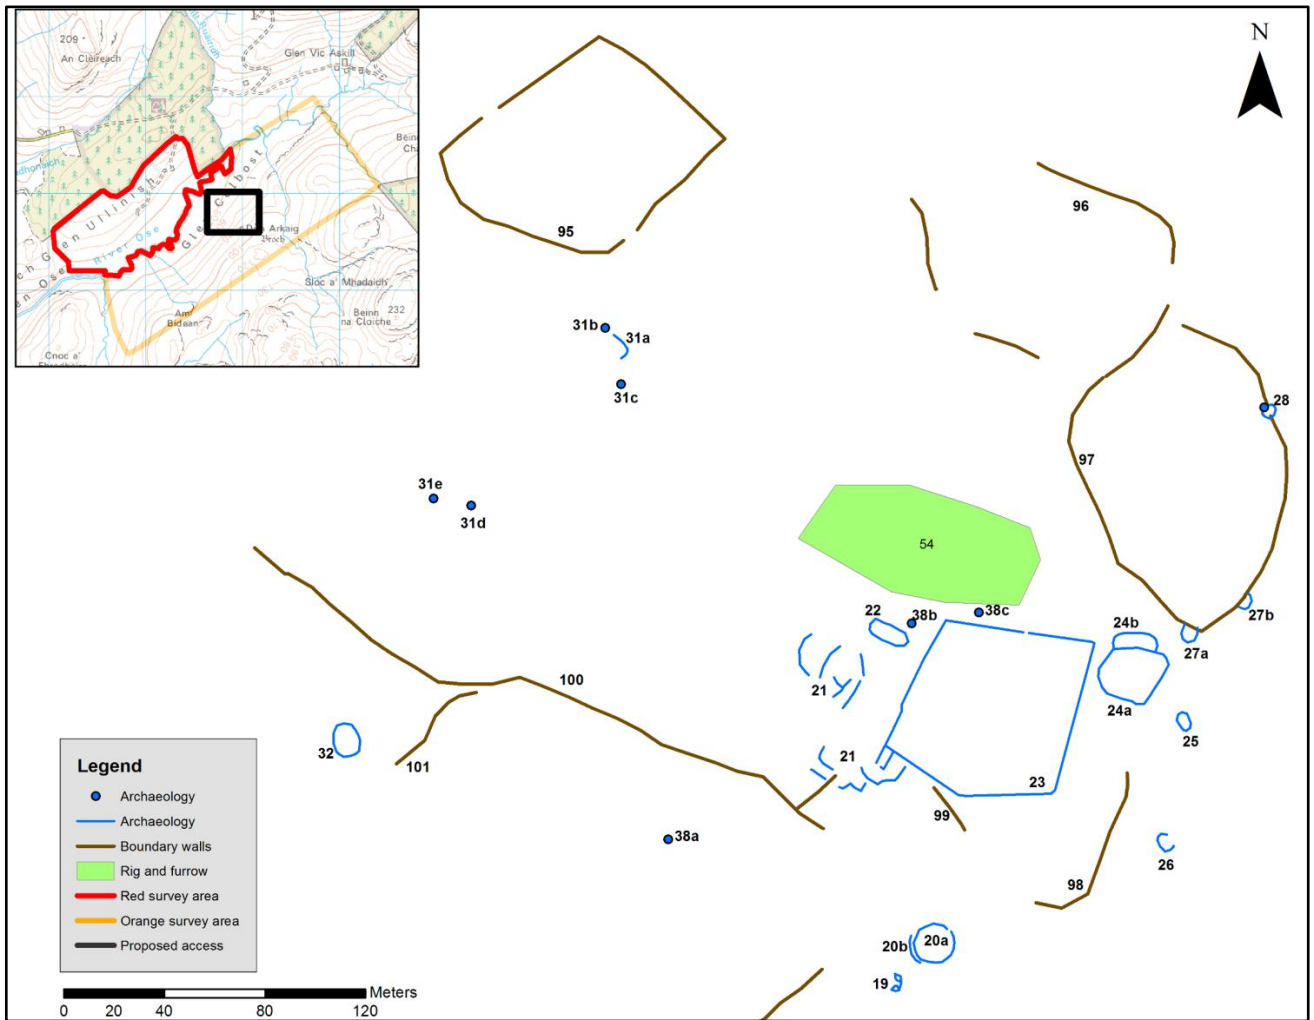 209
An Cleireach
Glen Vic Askill
River Ose
Glen Ullinish
Colbost
Arkaig
Sloc a' Mhadaidh
Am Bidean
Beinn na Cloiche
232
Cnoc a'
N
95
96
31b
31a
31c
28
97
31e
31d
54
22
38b
38c
27b
24b
27a
21
100
24a
25
32
101
21
23
99
38a
26
98
20b
20a
19
Legend
Archaeology
Archaeology
Boundary walls
Rig and furrow
Red survey area
Orange survey area
Proposed access
Meters
0 20 40 80 120